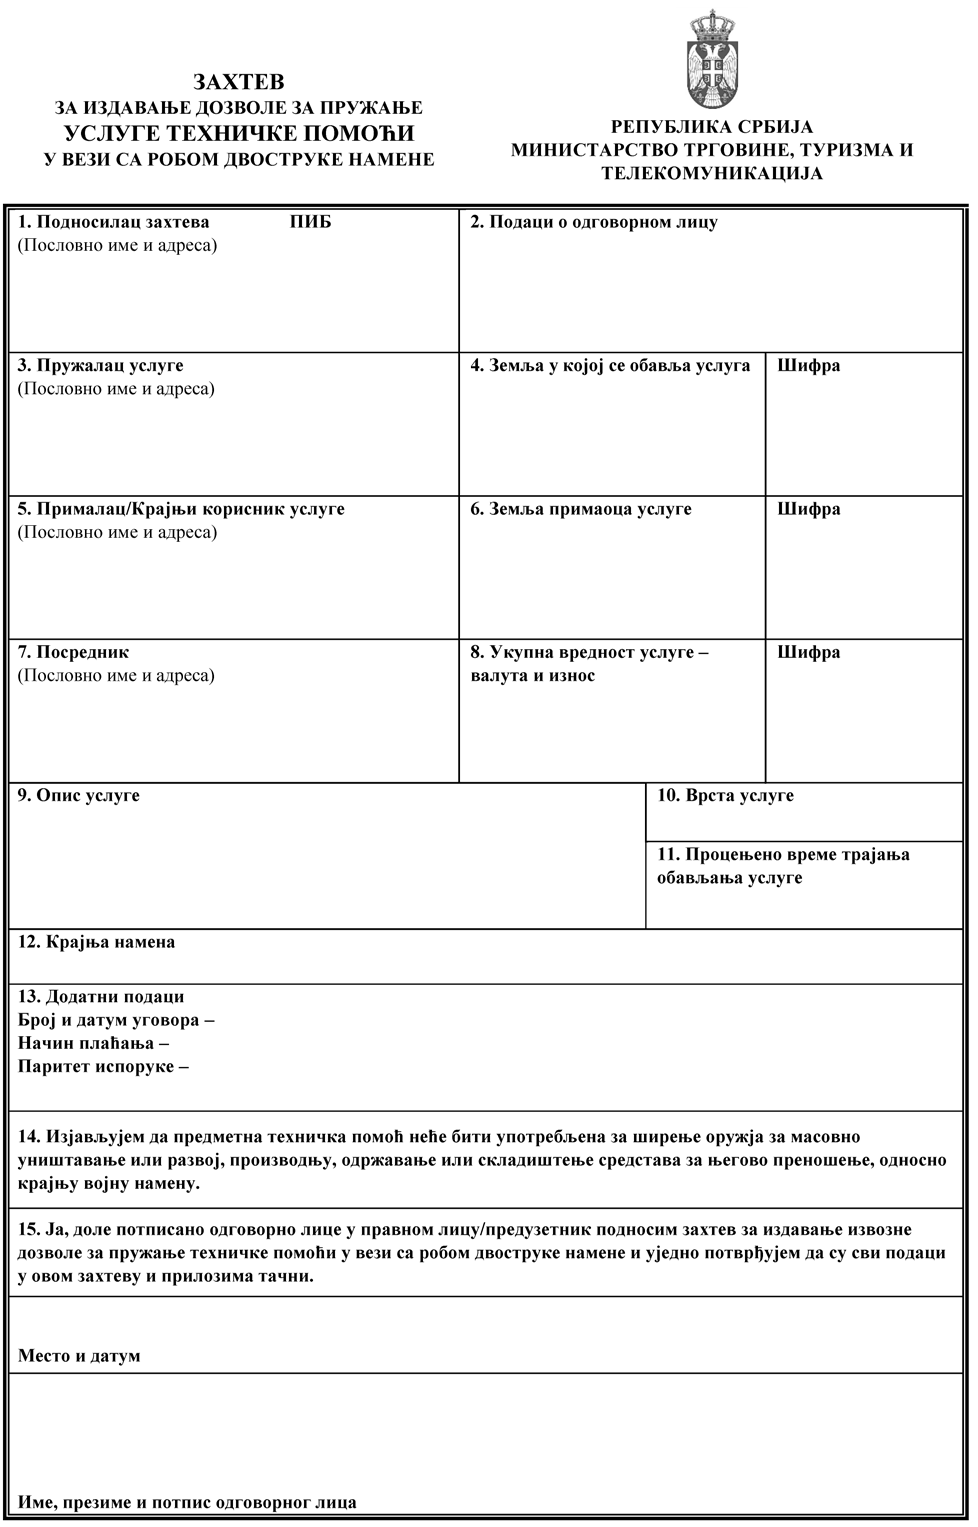 ЗАХТЕВ
ЗА ИЗДАВАЊЕ ДОЗВОЛЕ ЗА ПРУЖАЊЕ
УСЛУГЕ ТЕХНИЧКЕ ПОМОЋИ
У ВЕЗИ СА РОБОМ ДВОСТРУКЕ НАМЕНЕ
РЕПУБЛИКА СРБИЈА
МИНИСТАРСТВО ТРГОВИНЕ, ТУРИЗМА И
ТЕЛЕКОМУНИКАЦИЈА
1. Подносилац захтева ПИБ
(Пословно име и адреса)
2. Подаци о одговорном лицу
3. Пружалац услуге
(Пословно име и адреса)
4. Земља у којој се обавља услуга
Шифра
5. Прималац/Крајњи корисник услуге
(Пословно име и адреса)
6. Земља примаоца услуге
Шифра
7. Посредник
(Пословно име и адреса)
8. Укупна вредност услуге –
валута и износ
Шифра
9. Опис услуге
10. Врста услуге
11. Процењено време трајања
обављања услуге
12. Крајња намена
13. Додатни подаци
Број и датум уговора –
Начин плаћања –
Паритет испоруке –
14. Изјављујем да предметна техничка помоћ неће бити употребљена за ширење оружја за масовно
уништавање или развој, производњу, одржавање или складиштење средстава за његово преношење, односно
крајњу војну намену.
15. Ја, доле потписано одговорно лице у правном лицу/предузетник подносим захтев за издавање извозне
дозволе за пружање техничке помоћи у вези са робом двоструке намене и уједно потврђујем да су сви подаци
у овом захтеву и прилозима тачни.
Место и датум
Име, презиме и потпис одговорног лица